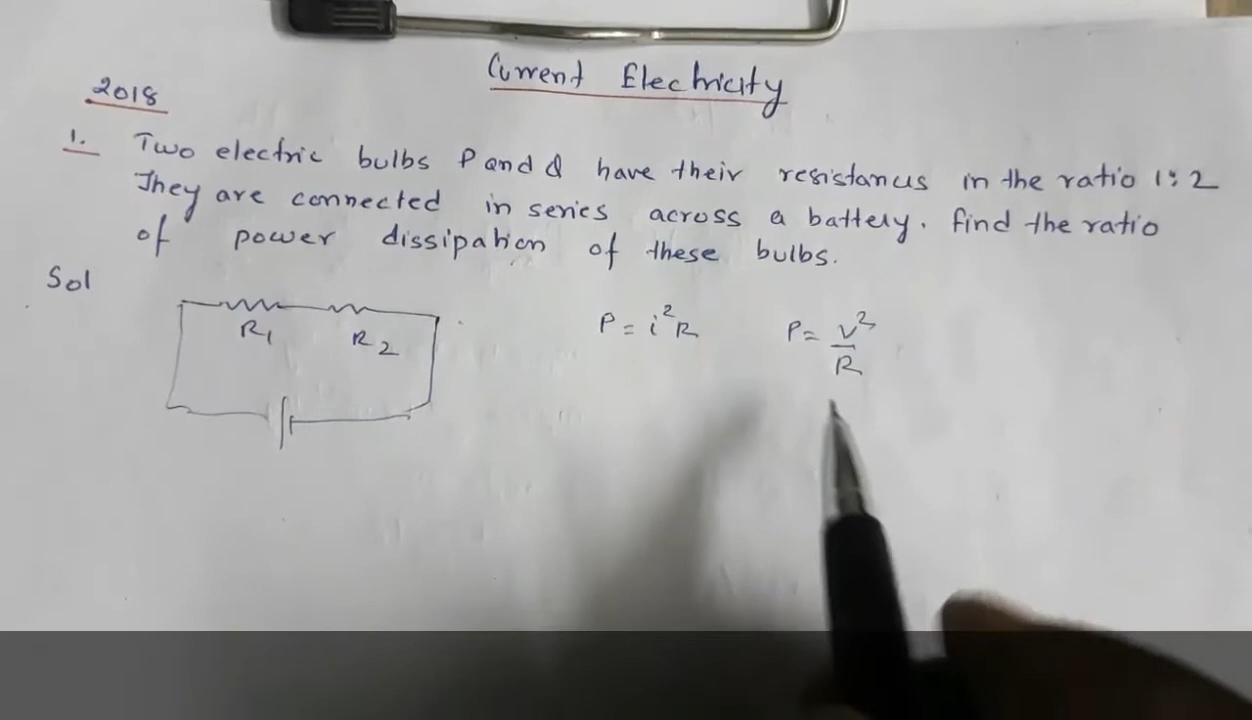 Current Electricity
2018
1. Two electric bulbs P and Q have their resistances in the ratio 1:2
They are connected in series across a battery. find the ratio
of power dissipation of these bulbs.
Sol
R1 R2
P = i²R P = V²/R